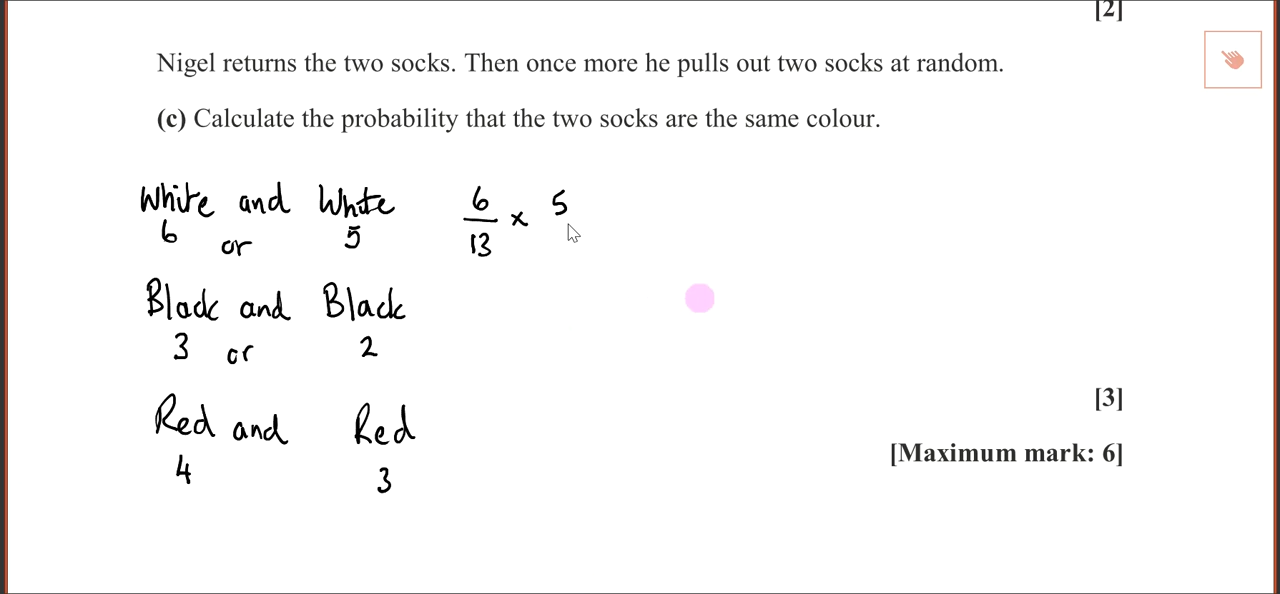 [2]
Nigel returns the two socks. Then once more he pulls out two socks at random.
(c) Calculate the probability that the two socks are the same colour.
White and White 6/13 × 5
6 or 5
Black and Black
3 or 2
[3]
Red and Red
[Maximum mark: 6]
4 3